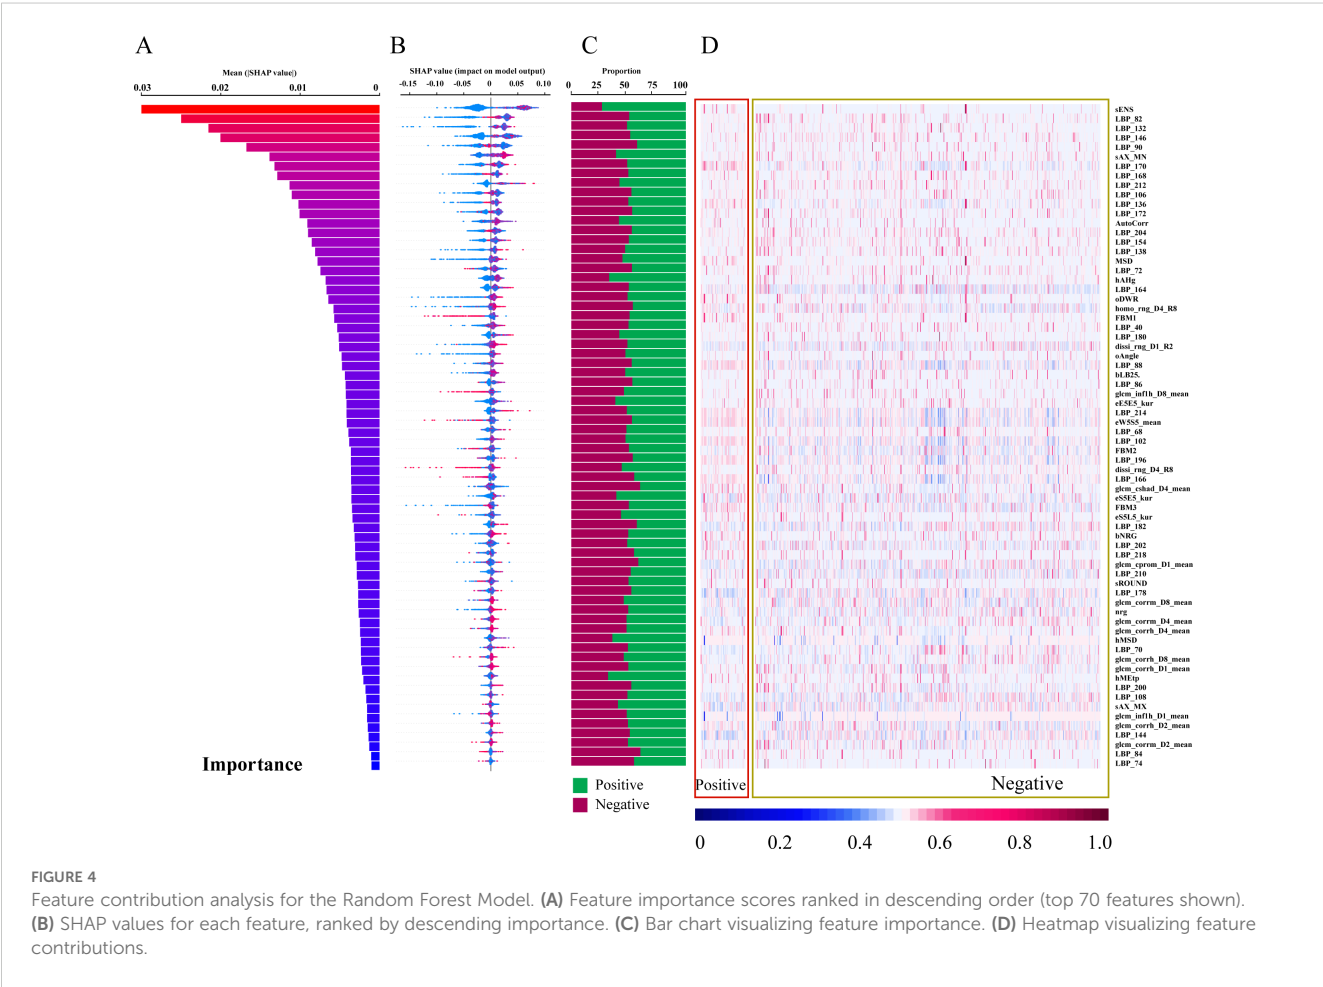 A
B
C
D
Mean (|SHAP value|)
0.03
0.02
0.01
0
SHAP value (impact on model output)
-0.15
-0.10
-0.05
0
0.05
0.10
Proportion
0
25
50
75
100
sENS
LBP_82
LBP_132
LBP_146
LBP_90
sAX_MN
LBP_170
LBP_168
LBP_212
LBP_106
LBP_136
LBP_172
AutoCorr
LBP_204
LBP_154
LBP_138
MSD
LBP_72
hAHg
LBP_164
oDWR
homo_rng_D4_R8
FBM1
LBP_40
LBP_180
dissi_rng_D1_R2
oAngle
LBP_88
bLB25.
LBP_86
glcm_inf1h_D8_mean
eE5E5_kur
LBP_214
eW5S5_mean
LBP_68
LBP_102
FBM2
LBP_196
dissi_rng_D4_R8
LBP_166
glcm_cshad_D4_mean
eS5E5_kur
FBM3
eS5L5_kur
LBP_182
bNRG
LBP_202
LBP_218
glcm_cprom_D1_mean
LBP_210
sROUND
LBP_178
glcm_corrm_D8_mean
nrg
glcm_corrm_D4_mean
glcm_corrh_D4_mean
hMSD
LBP_70
glcm_corrh_D8_mean
glcm_corrh_D1_mean
hMEtp
LBP_200
LBP_108
sAX_MX
glcm_inf1h_D1_mean
glcm_corrh_D2_mean
LBP_144
glcm_corrm_D2_mean
LBP_84
LBP_74
Importance
Positive
Negative
Positive
Negative
0
0.2
0.4
0.6
0.8
1.0
FIGURE 4
Feature contribution analysis for the Random Forest Model. (A) Feature importance scores ranked in descending order (top 70 features shown).
(B) SHAP values for each feature, ranked by descending importance. (C) Bar chart visualizing feature importance. (D) Heatmap visualizing feature
contributions.